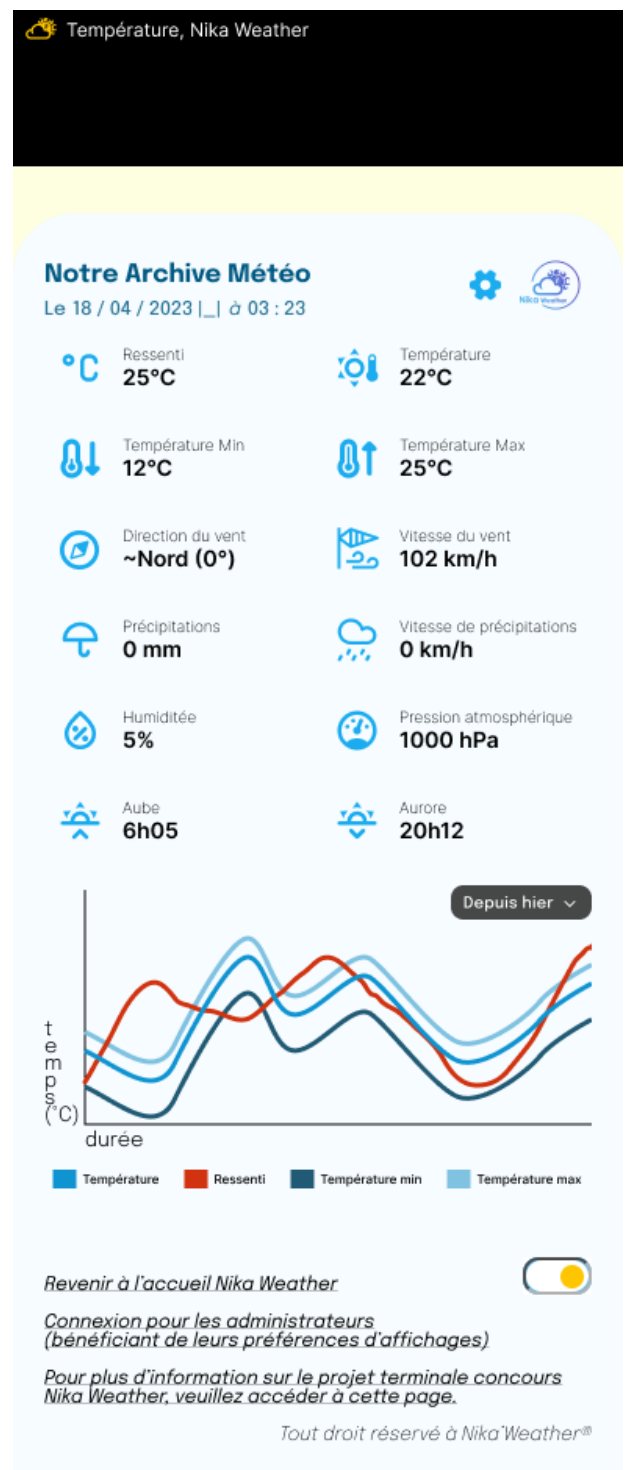 Température, Nika Weather
Notre Archive Météo
Le 18 / 04 / 2023 |_| à 03 : 23
Nika Weather
Ressenti
25°C
Température
22°C
Température Min
12°C
Température Max
25°C
Direction du vent
~Nord (0°)
Vitesse du vent
102 km/h
Précipitations
0 mm
Vitesse de précipitations
0 km/h
Humiditée
5%
Pression atmosphérique
1000 hPa
Aube
6h05
Aurore
20h12
Depuis hier
temps(°C)
durée
Température
Ressenti
Température min
Température max
Revenir à l'accueil Nika Weather
Connexion pour les administrateurs
(bénéficiant de leurs préférences d'affichages)
Pour plus d'information sur le projet terminale concours
Nika Weather, veuillez accéder à cette page.
Tout droit réservé à Nika~Weather®